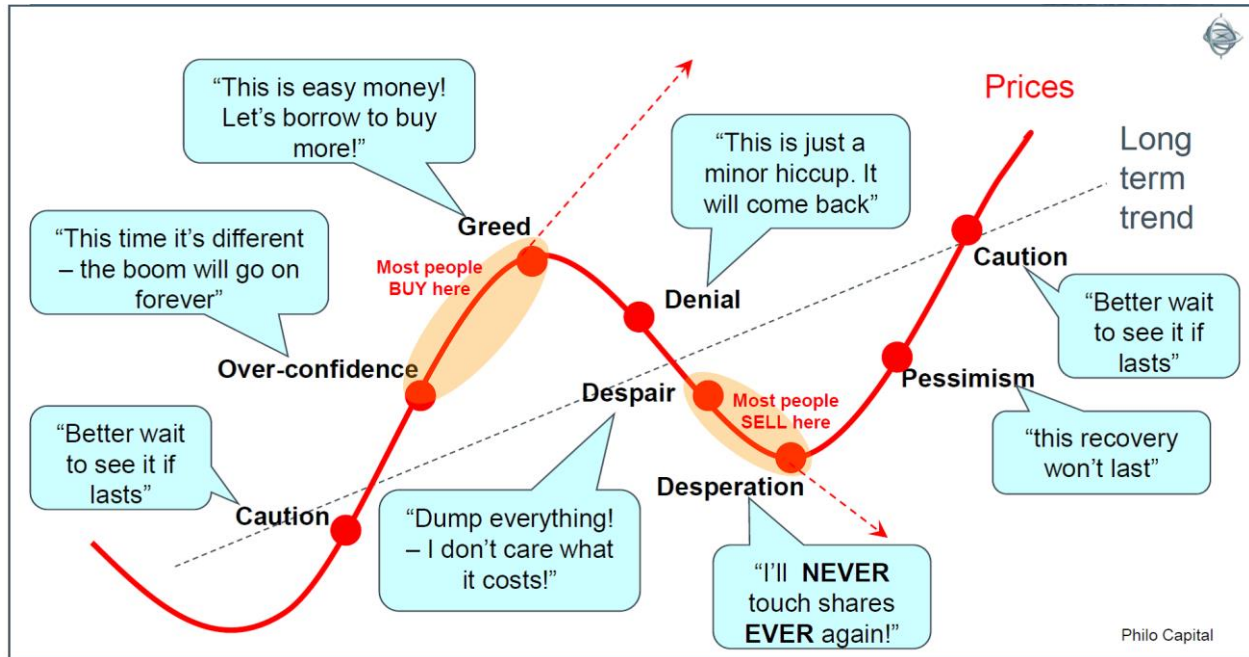 “This is easy money!
Let’s borrow to buy
more!”
Prices
“This is just a
minor hiccup. It
will come back”
Long
term
trend
Greed
“This time it’s different
– the boom will go on
forever”
Most people
BUY here
Caution
Denial
“Better wait
to see it if
lasts”
Over-confidence
Despair
Most people
SELL here
Pessimism
“Better wait
to see it if
lasts”
“this recovery
won’t last”
Desperation
Caution
“Dump everything!
– I don’t care what
it costs!”
“I’ll NEVER
touch shares
EVER again!”
Philo Capital